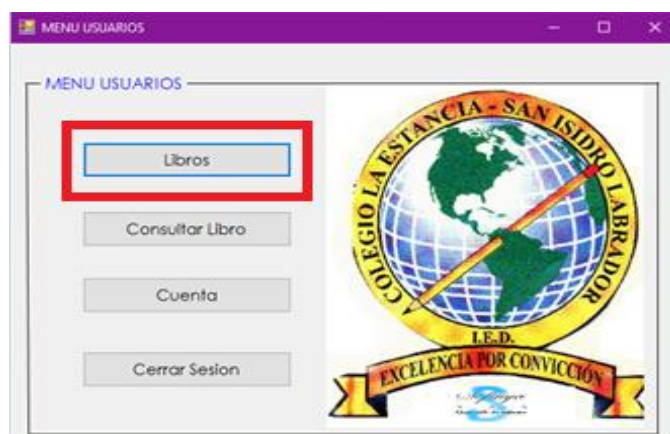 MENU USUARIOS
MENU USUARIOS
Libros
Consultar Libro
Cuenta
Cerrar Sesion
COLEGIO LA ESTANCIA - SAN ISIDRO LABRADOR
I.E.D.
EXCELENCIA POR CONVICCIÓN